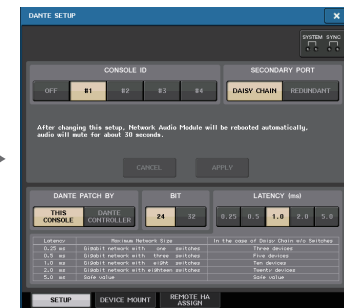 DANTE SETUP
SYSTEM SYNC
CONSOLE ID
SECONDARY PORT
OFF #1 #2 #3 #4 DAISY CHAIN REDUNDANT
After changing this setup, Network Audio Module will be rebooted automatically,
audio will mute for about 30 seconds.
CANCEL APPLY
DANTE PATCH BY BIT LATENCY (ms)
THIS CONSOLE DANTE CONTROLLER 24 32 0.25 0.5 1.0 2.0 5.0
Latency Maximum Network Size In the case of Daisy Chain w/o Switches
0.25 ms Gigabit network with one switches Three devices
0.5 ms Gigabit network with three switches Five devices
1.0 ms Gigabit network with eight switches Ten devices
2.0 ms Gigabit network with eighteen switches Twenty devices
5.0 ms Safe value Safe value
SETUP DEVICE MOUNT REMOTE HA ASSIGN